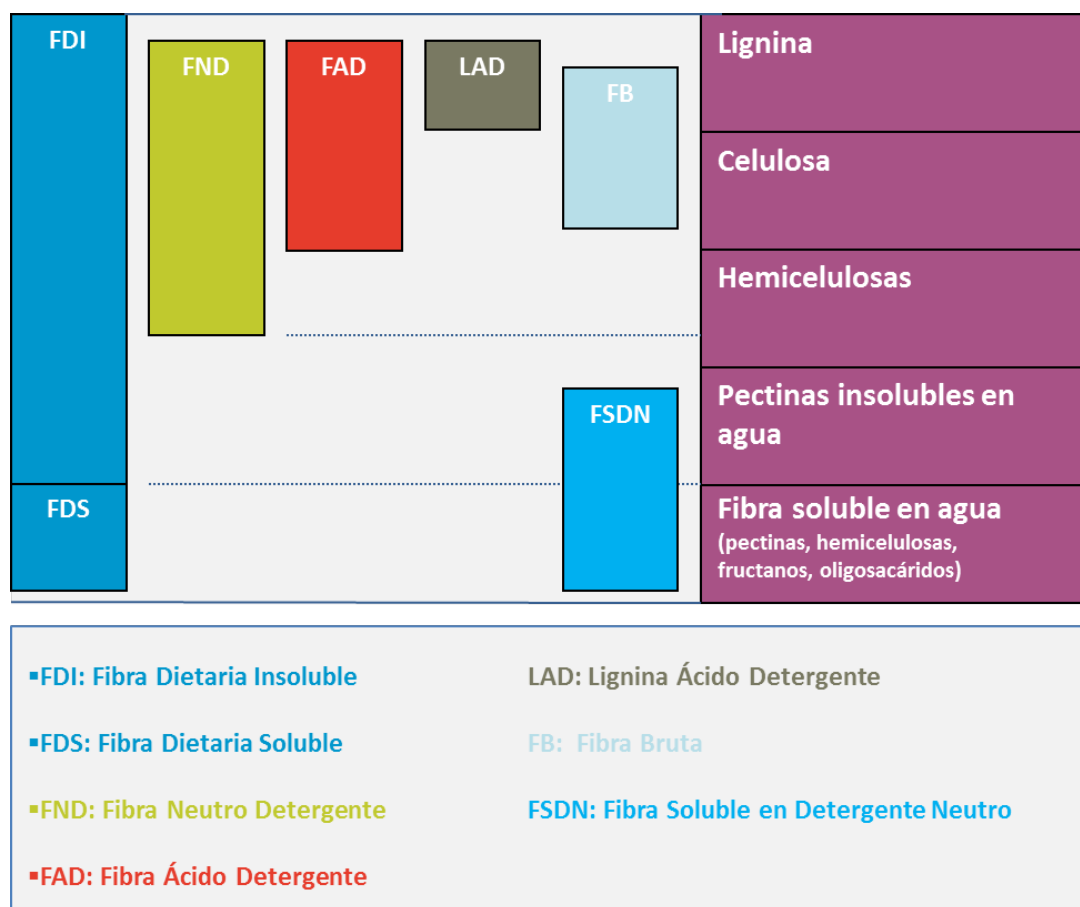 FDI
FND
FAD
LAD
FB
Lignina
Celulosa
Hemicelulosas
Pectinas insolubles en
agua
FSDN
FDS
Fibra soluble en agua
(pectinas, hemicelulosas,
fructanos, oligosacáridos)
▪FDI: Fibra Dietaria Insoluble
LAD: Lignina Ácido Detergente
▪FDS: Fibra Dietaria Soluble
FB: Fibra Bruta
▪FND: Fibra Neutro Detergente
FSDN: Fibra Soluble en Detergente Neutro
▪FAD: Fibra Ácido Detergente